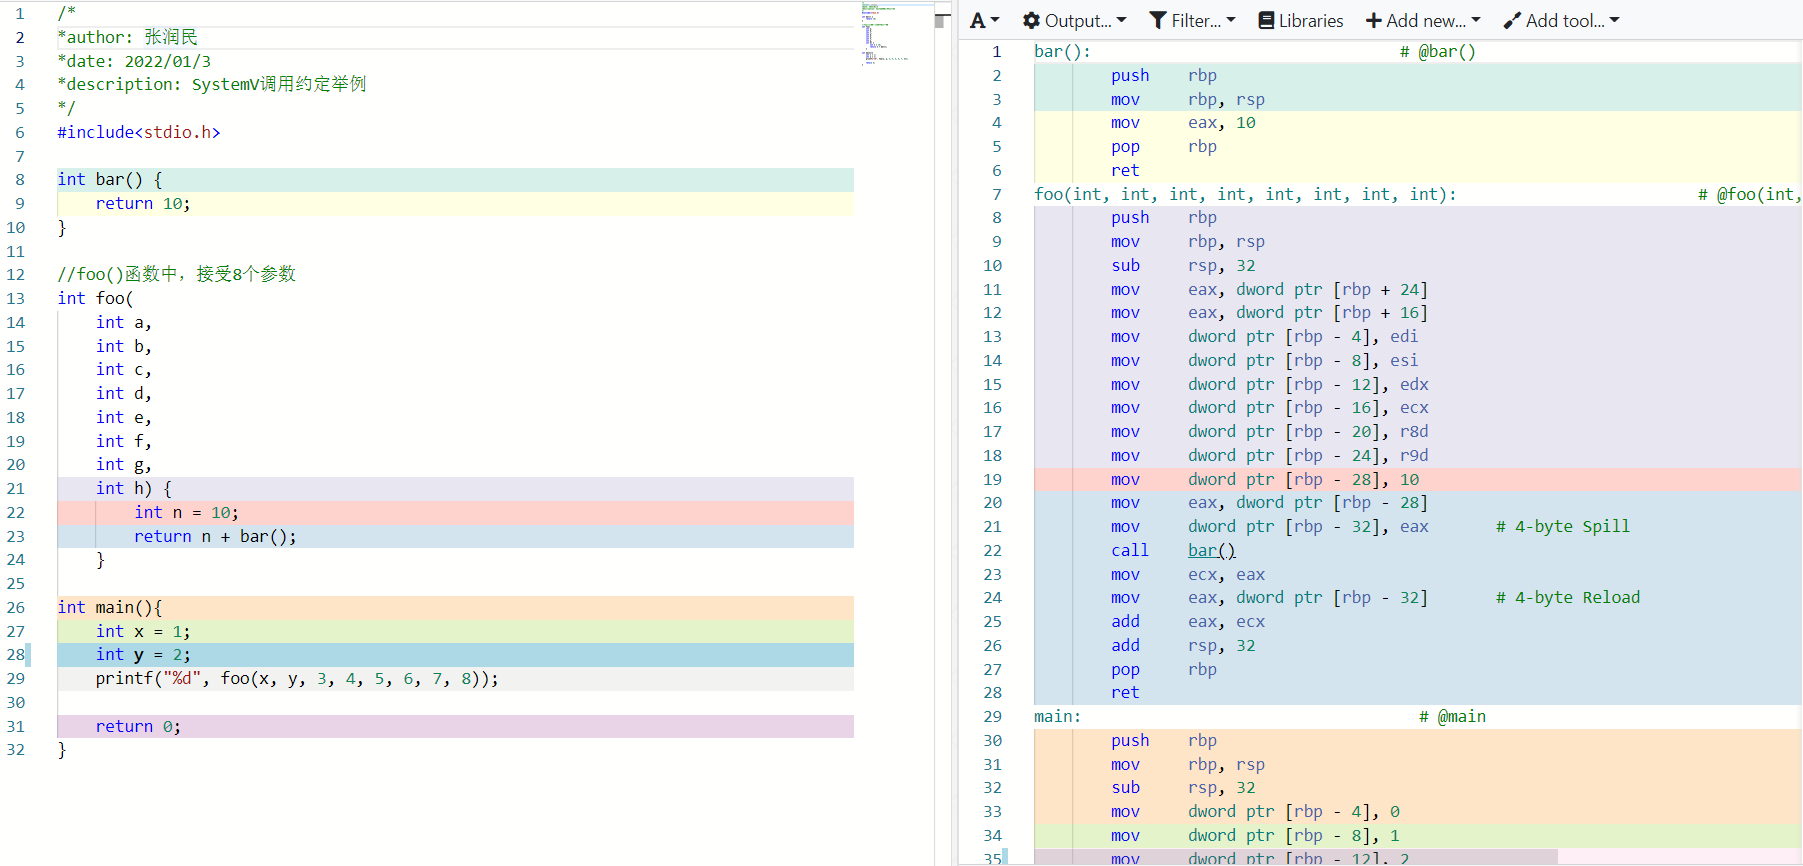 1 /*
2 *author: 张润民
3 *date: 2022/01/3
4 *description: SystemV调用约定举例
5 */
6 #include<stdio.h>
7
8 int bar() {
9     return 10;
10 }
11
12 //foo()函数中，接受8个参数
13 int foo(
14     int a,
15     int b,
16     int c,
17     int d,
18     int e,
19     int f,
20     int g,
21     int h) {
22         int n = 10;
23         return n + bar();
24     }
25
26 int main(){
27     int x = 1;
28     int y = 2;
29     printf("%d", foo(x, y, 3, 4, 5, 6, 7, 8));
30
31     return 0;
32 }
A Output... Filter... Libraries Add new... Add tool...
1 bar(): # @bar()
2 push rbp
3 mov rbp, rsp
4 mov eax, 10
5 pop rbp
6 ret
7 foo(int, int, int, int, int, int, int, int): # @foo(int,
8 push rbp
9 mov rbp, rsp
10 sub rsp, 32
11 mov eax, dword ptr [rbp + 24]
12 mov eax, dword ptr [rbp + 16]
13 mov dword ptr [rbp - 4], edi
14 mov dword ptr [rbp - 8], esi
15 mov dword ptr [rbp - 12], edx
16 mov dword ptr [rbp - 16], ecx
17 mov dword ptr [rbp - 20], r8d
18 mov dword ptr [rbp - 24], r9d
19 mov dword ptr [rbp - 28], 10
20 mov eax, dword ptr [rbp - 28]
21 mov dword ptr [rbp - 32], eax # 4-byte Spill
22 call bar()
23 mov ecx, eax
24 mov eax, dword ptr [rbp - 32] # 4-byte Reload
25 add eax, ecx
26 add rsp, 32
27 pop rbp
28 ret
29 main: # @main
30 push rbp
31 mov rbp, rsp
32 sub rsp, 32
33 mov dword ptr [rbp - 4], 0
34 mov dword ptr [rbp - 8], 1
35 mov dword ptr [rbp - 12], 2